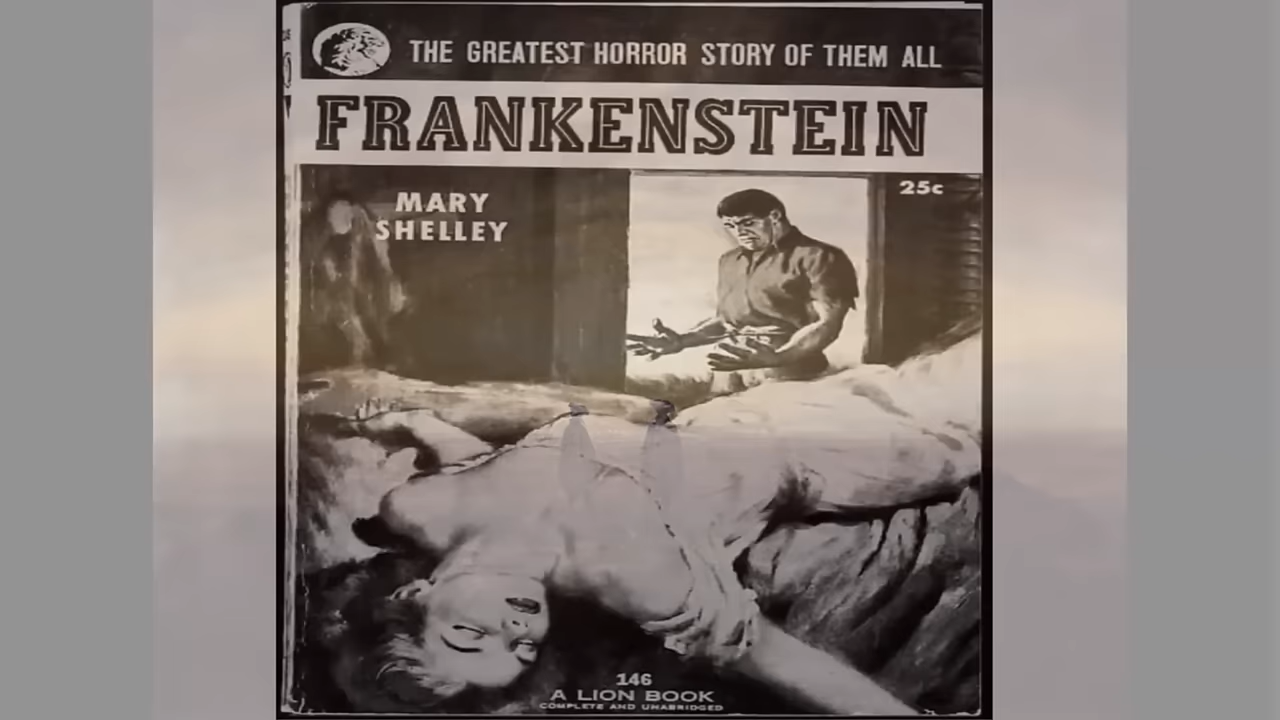 THE GREATEST HORROR STORY OF THEM ALL
FRANKENSTEIN
25c
MARY
SHELLEY
146
A LION BOOK
COMPLETE AND UNABRIDGED